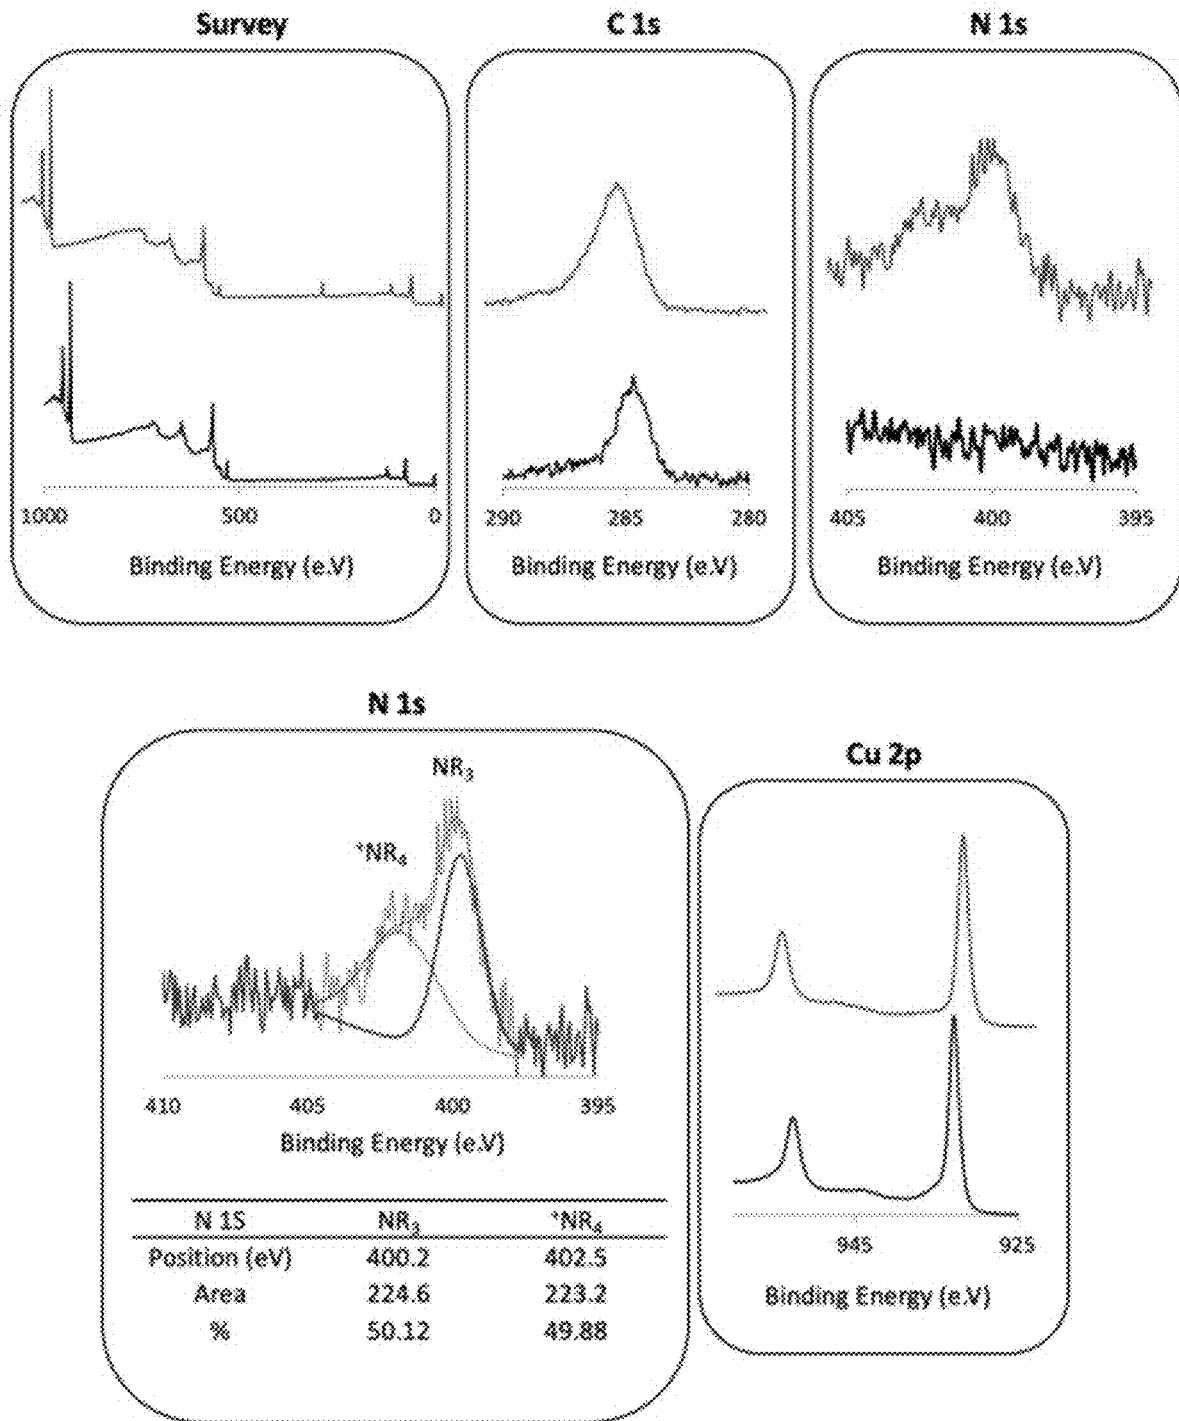 Survey
C 1s
N 1s
1000 500 0
Binding Energy (e.V)
290 285 280
Binding Energy (e.V)
405 400 395
Binding Energy (e.V)
N 1s
NR₃
⁺NR₄
410 405 400 395
Binding Energy (e.V)
N 1S NR₃ ⁺NR₄
Position (eV) 400.2 402.5
Area 224.6 223.2
% 50.12 49.88
Cu 2p
945 925
Binding Energy (e.V)